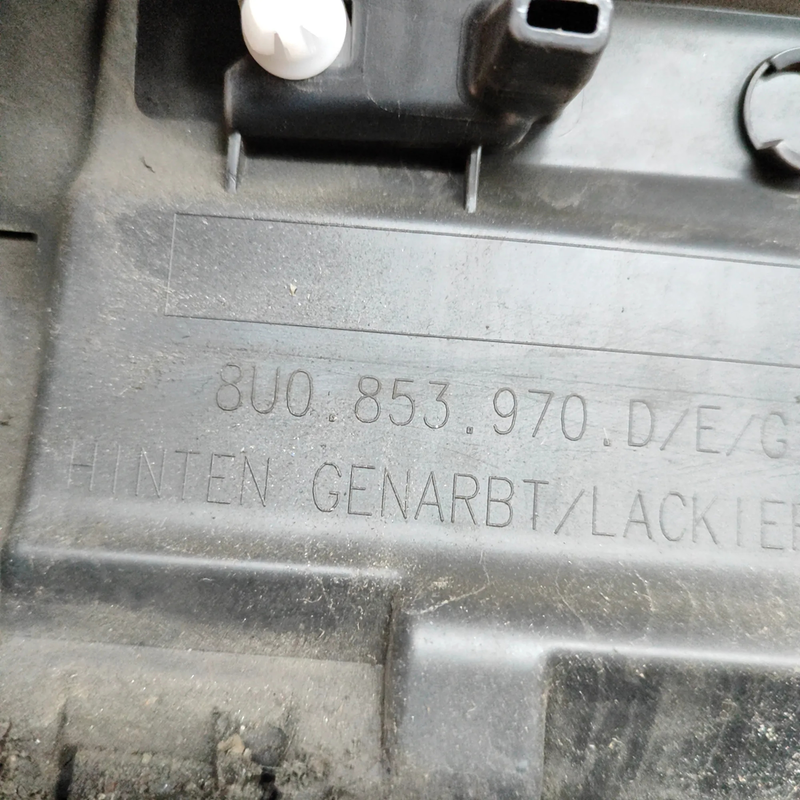 8U0.853.970.D/E/G
HINTEN GENARBT/LACKIER